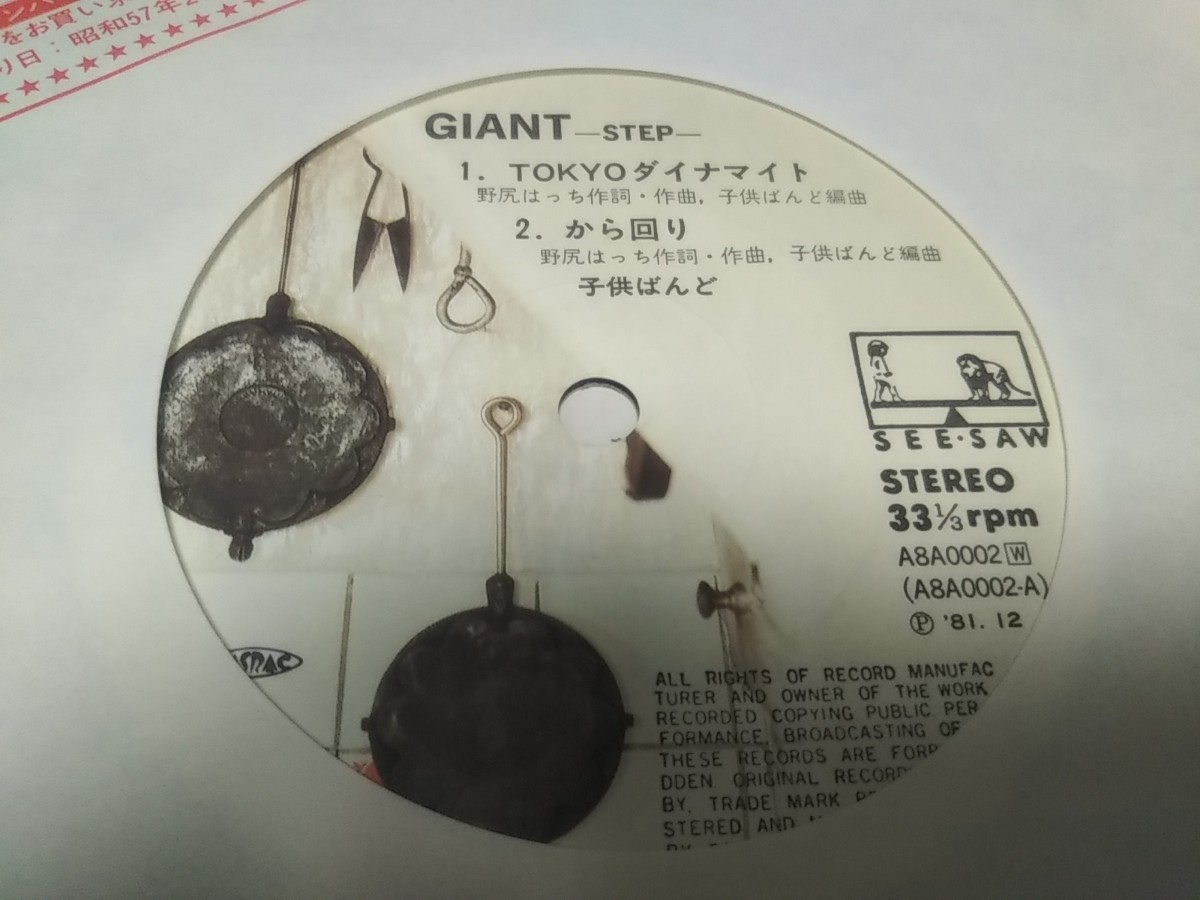 をお買い
り日：昭和57年2
GIANT—STEP—
1. TOKYOダイナマイト
野尻はっち作詞・作曲，子供ばんど編曲
2. から回り
野尻はっち作詞・作曲，子供ばんど編曲
子供ばんど
SEE・SAW
STEREO
33⅓rpm
A8A0002 W
(A8A0002-A)
Ⓟ '81. 12
ALL RIGHTS OF RECORD MANUFAC
TURER AND OWNER OF THE WORK
RECORDED COPYING PUBLIC PER
FORMANCE, BROADCASTING OF
THESE RECORDS ARE FORB
DDEN ORIGINAL RECORD
BY. TRADE MARK RE
STERED AND